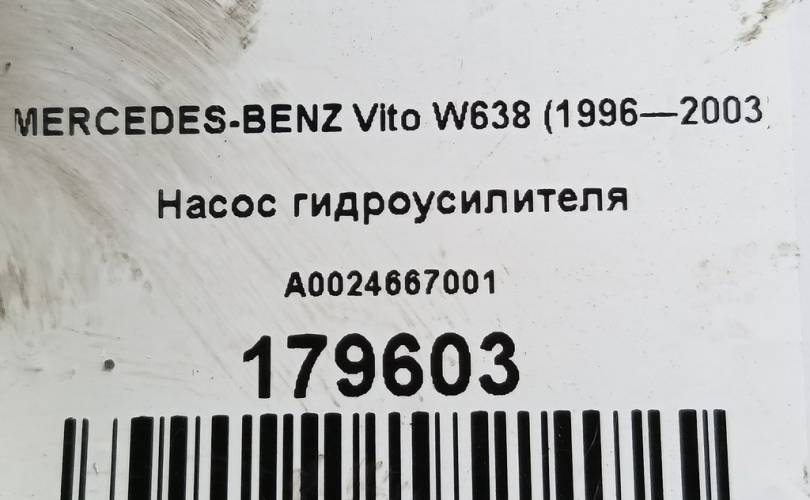 MERCEDES-BENZ Vito W638 (1996—2003)
Насос гидроусилителя
A0024667001
179603